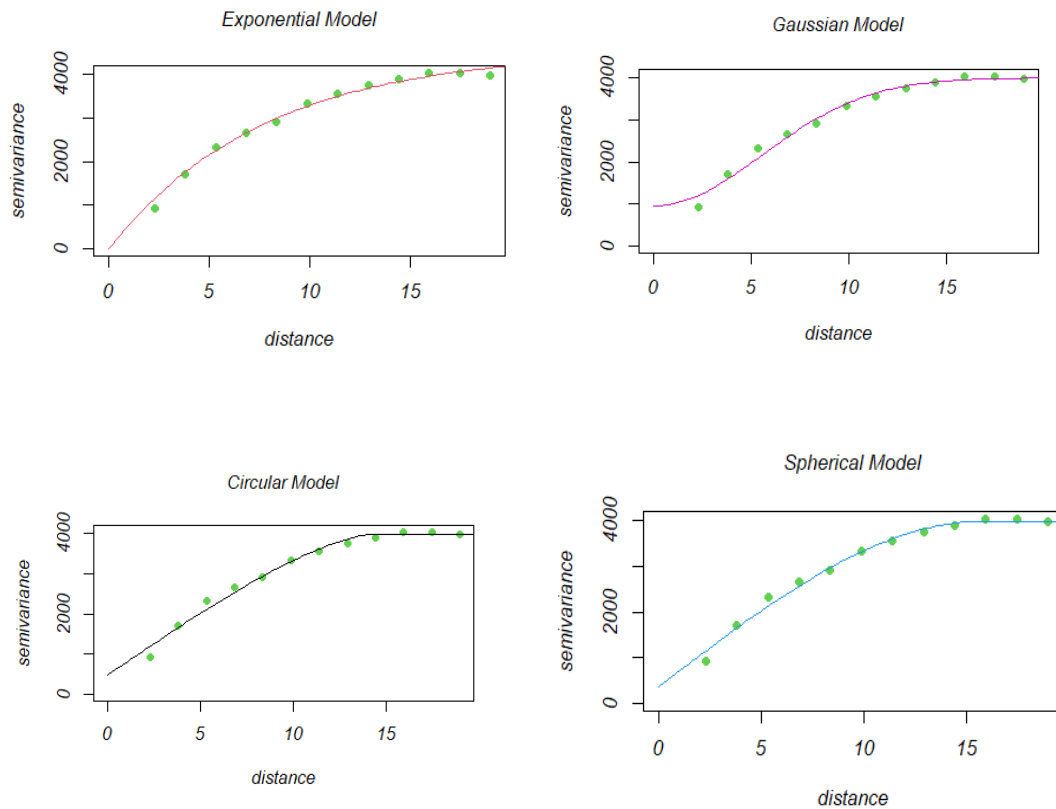 Exponential Model
semivariance
4000
2000
0
0 5 10 15
distance
Gaussian Model
semivariance
4000
2000
0
0 5 10 15
distance
Circular Model
semivariance
4000
2000
0
0 5 10 15
distance
Spherical Model
semivariance
4000
2000
0
0 5 10 15
distance